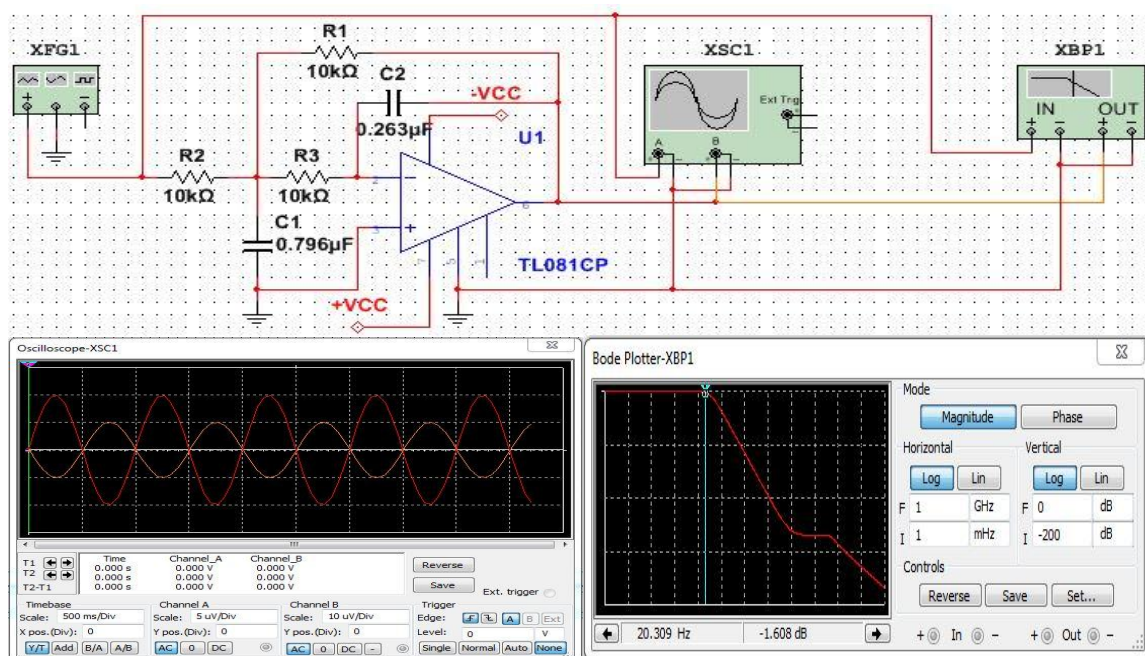 XFG1
R1
10kΩ
C2
0.263µF
-VCC
U1
XSC1
Ext Trig
A
B
XBP1
IN
OUT
R2
10kΩ
R3
10kΩ
2
3
6
7
5
1
C1
0.796µF
TL081CP
+VCC
Oscilloscope-XSC1
Time Channel_A Channel_B
T1 0.000 s 0.000 V 0.000 V
T2 0.000 s 0.000 V 0.000 V
T2-T1 0.000 s 0.000 V 0.000 V
Reverse
Save
Ext. trigger
Timebase
Scale: 500 ms/Div
X pos.(Div): 0
Y/T Add B/A A/B
Channel A
Scale: 5 uV/Div
Y pos.(Div): 0
AC 0 DC
Channel B
Scale: 10 uV/Div
Y pos.(Div): 0
AC 0 DC -
Trigger
Edge: A B Ext
Level: 0 V
Single Normal Auto None
Bode Plotter-XBP1
Mode
Magnitude Phase
Horizontal Vertical
Log Lin Log Lin
F 1 GHz F 0 dB
I 1 mHz I -200 dB
Controls
Reverse Save Set...
20.309 Hz -1.608 dB
+ In - + Out -